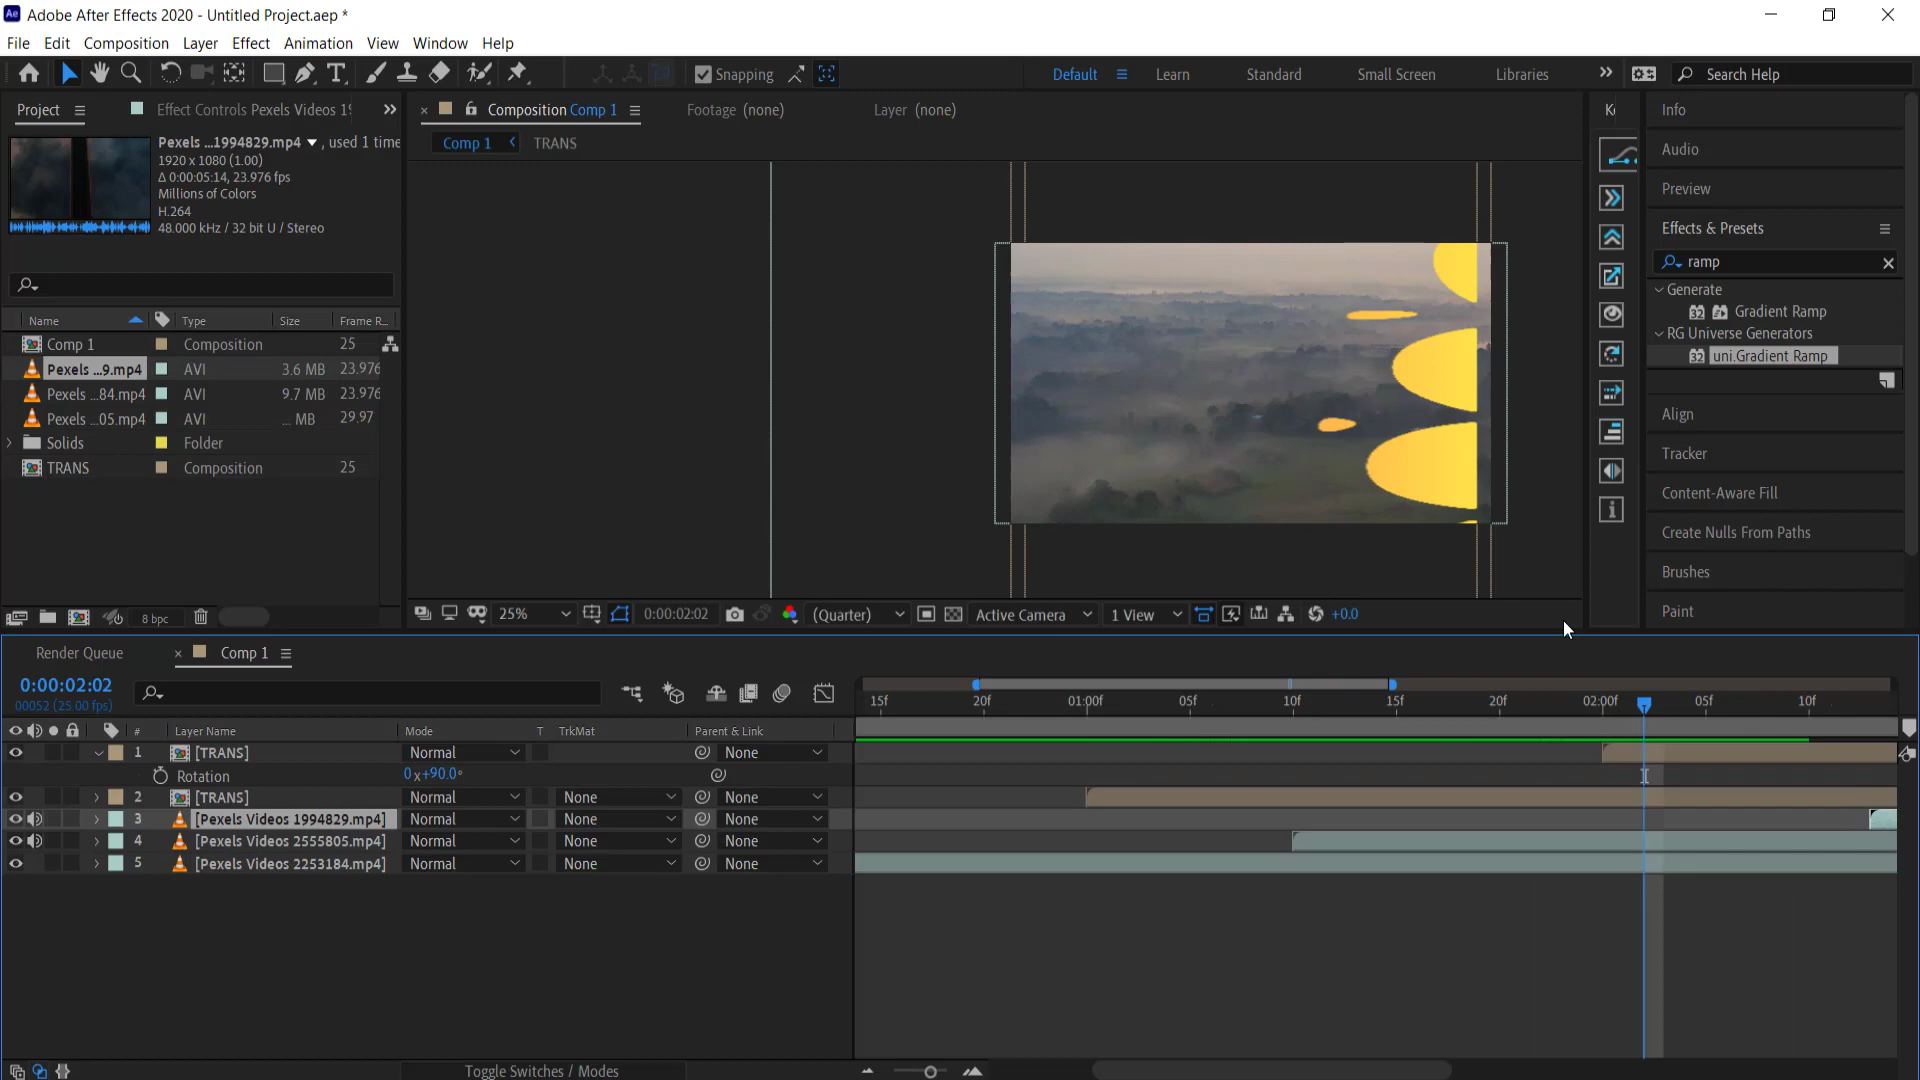 Adobe After Effects 2020 - Untitled Project.aep *
File Edit Composition Layer Effect Animation View Window Help
Snapping Default Learn Standard Small Screen Libraries Search Help
Project Effect Controls Pexels Videos 1
Pexels ...1994829.mp4 , used 1 time
1920 x 1080 (1.00)
Δ 0:00:05:14, 23.976 fps
Millions of Colors
H.264
48.000 kHz / 32 bit U / Stereo
Name Type Size Frame R...
Comp 1 Composition 25
Pexels ...9.mp4 AVI 3.6 MB 23.976
Pexels ...84.mp4 AVI 9.7 MB 23.976
Pexels ...05.mp4 AVI ... MB 29.97
Solids Folder
TRANS Composition 25
8 bpc
Composition Comp 1 Footage (none) Layer (none)
Comp 1 TRANS
25% 0:00:02:02 (Quarter) Active Camera 1 View +0.0
Info
Audio
Preview
Effects & Presets
ramp
Generate
32 Gradient Ramp
RG Universe Generators
32 uni.Gradient Ramp
Align
Tracker
Content-Aware Fill
Create Nulls From Paths
Brushes
Paint
Render Queue Comp 1
0:00:02:02
00052 (25.00 fps)
15f 20f 01:00f 05f 10f 15f 20f 02:00f 05f 10f
# Layer Name Mode T TrkMat Parent & Link
1 [TRANS] Normal None
Rotation 0x+90.0°
2 [TRANS] Normal None None
3 [Pexels Videos 1994829.mp4] Normal None None
4 [Pexels Videos 2555805.mp4] Normal None None
5 [Pexels Videos 2253184.mp4] Normal None None
Toggle Switches / Modes